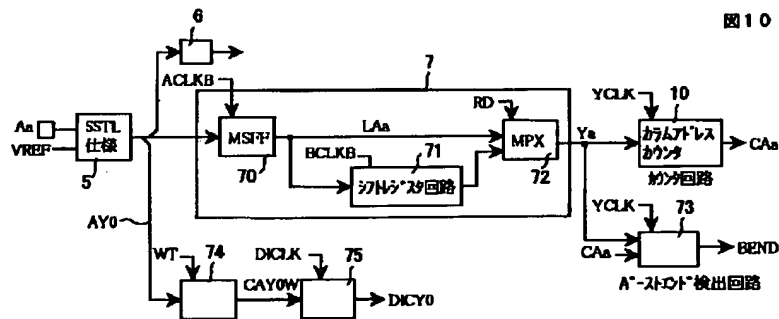 図10
6
7
ACLKB
RD
YCLK
10
An
VREF
SSTL
仕様
5
MSFF
70
LAa
BCLKB
71
シフトレジスタ回路
MPX
72
Ya
カラムアドレス
カウンタ
CAa
カウンタ回路
AY0
YCLK
73
CAa
BEND
バーストエンド検出回路
WT
74
CAY0W
DICLK
75
DICY0